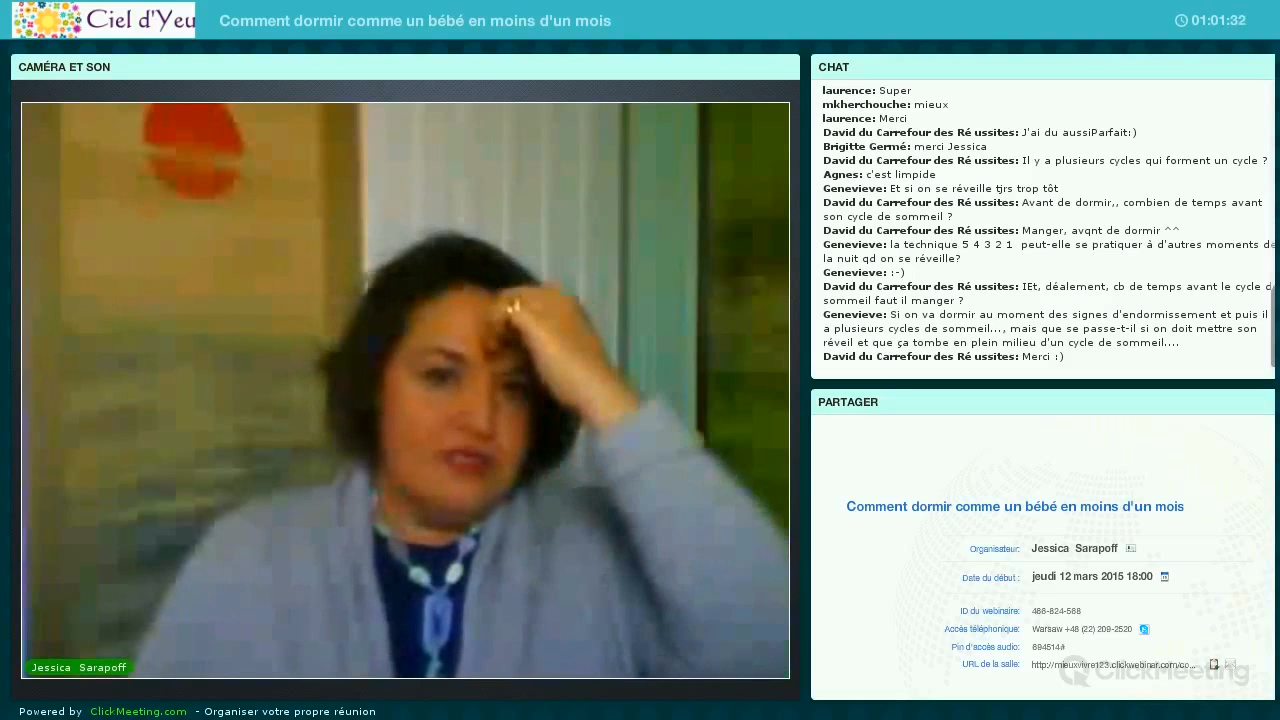 Ciel d'Yeu
Comment dormir comme un bébé en moins d'un mois
01:01:32
CAMÉRA ET SON
Jessica Sarapoff
Powered by ClickMeeting.com - Organiser votre propre réunion
CHAT
laurence: Super
mkherchouche: mieux
laurence: Merci
David du Carrefour des Ré ussites: J'ai du aussiParfait:)
Brigitte Germé: merci Jessica
David du Carrefour des Ré ussites: Il y a plusieurs cycles qui forment un cycle ?
Agnes: c'est limpide
Genevieve: Et si on se réveille tjrs trop tôt
David du Carrefour des Ré ussites: Avant de dormir,, combien de temps avant
son cycle de sommeil ?
David du Carrefour des Ré ussites: Manger, avqnt de dormir ^^
Genevieve: la technique 5 4 3 2 1 peut-elle se pratiquer à d'autres moments de
la nuit qd on se réveille?
Genevieve: :-)
David du Carrefour des Ré ussites: IEt, déalement, cb de temps avant le cycle d
sommeil faut il manger ?
Genevieve: Si on va dormir au moment des signes d'endormissement et puis il
a plusieurs cycles de sommeil..., mais que se passe-t-il si on doit mettre son
réveil et que ça tombe en plein milieu d'un cycle de sommeil....
David du Carrefour des Ré ussites: Merci :)
PARTAGER
Comment dormir comme un bébé en moins d'un mois
Organisateur: Jessica Sarapoff
Date du début : jeudi 12 mars 2015 18:00
ID du webinaire: 466-824-568
Accès téléphonique: Warsaw +48 (22) 209-2520
Pin d'accès audio: 694514#
URL de la salle: http://mieuxvivre123.clickwebinar.com/co...
ClickMeeting